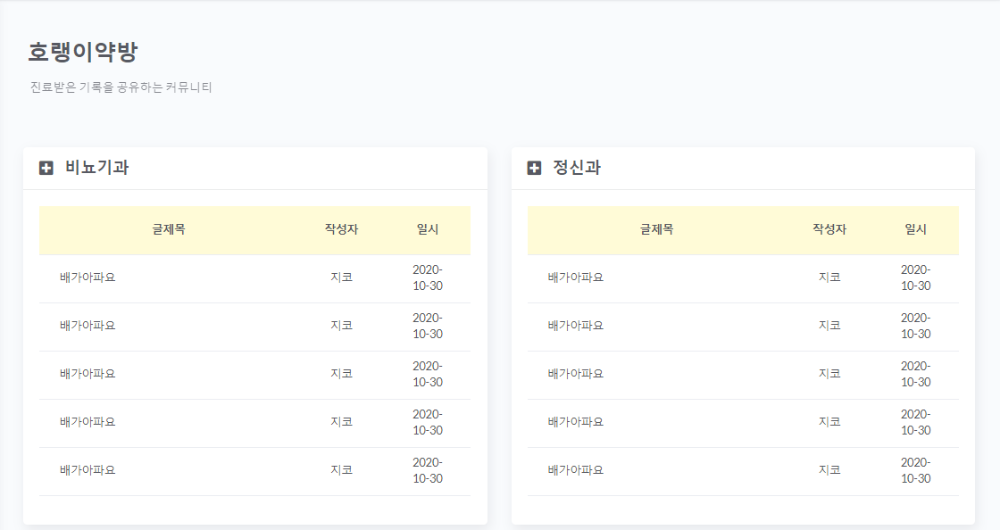 호랭이약방
진료받은 기록을 공유하는 커뮤니티
비뇨기과
글제목 작성자 일시
배가아파요 지코 2020-
10-30
배가아파요 지코 2020-
10-30
배가아파요 지코 2020-
10-30
배가아파요 지코 2020-
10-30
배가아파요 지코 2020-
10-30
정신과
글제목 작성자 일시
배가아파요 지코 2020-
10-30
배가아파요 지코 2020-
10-30
배가아파요 지코 2020-
10-30
배가아파요 지코 2020-
10-30
배가아파요 지코 2020-
10-30